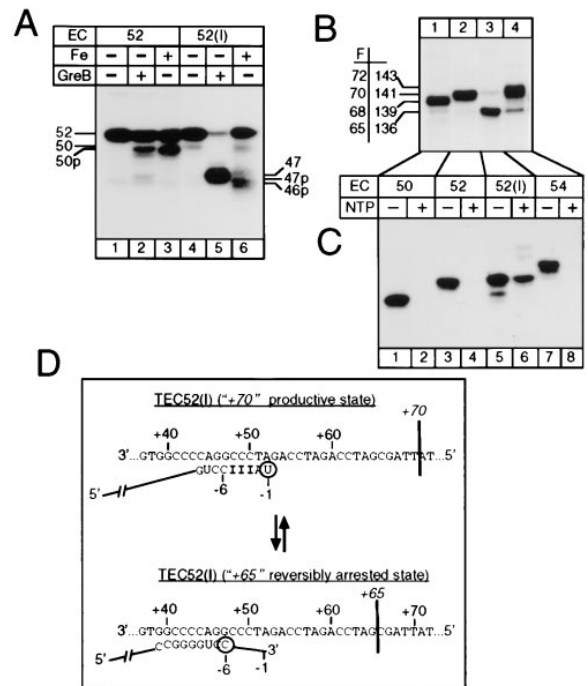 A
EC 52 52(I)
Fe − − + − − +
GreB − + − − + −
52
50
50p
47
47p
46p
1 2 3 4 5 6
B
1 2 3 4
F
72 143
70 141
68 139
65 136
EC 50 52 52(I) 54
NTP − + − + − + − +
C
1 2 3 4 5 6 7 8
D
TEC52(I) ("+70" productive state)
+70
+40 +50 +60
3'...GTGGCCCCAGGCCCTAGACCTAGACCTAGCGATTAT...5'
GUCCIIIAU
5' -6 -1
TEC52(I) ("+65" reversibly arrested state)
+65
+40 +50 +60 +70
3'...GTGGCCCCAGGCCCTAGACCTAGACCTAGCGATTAT...5'
CCGGGGUCC 3'
5' -6 -1